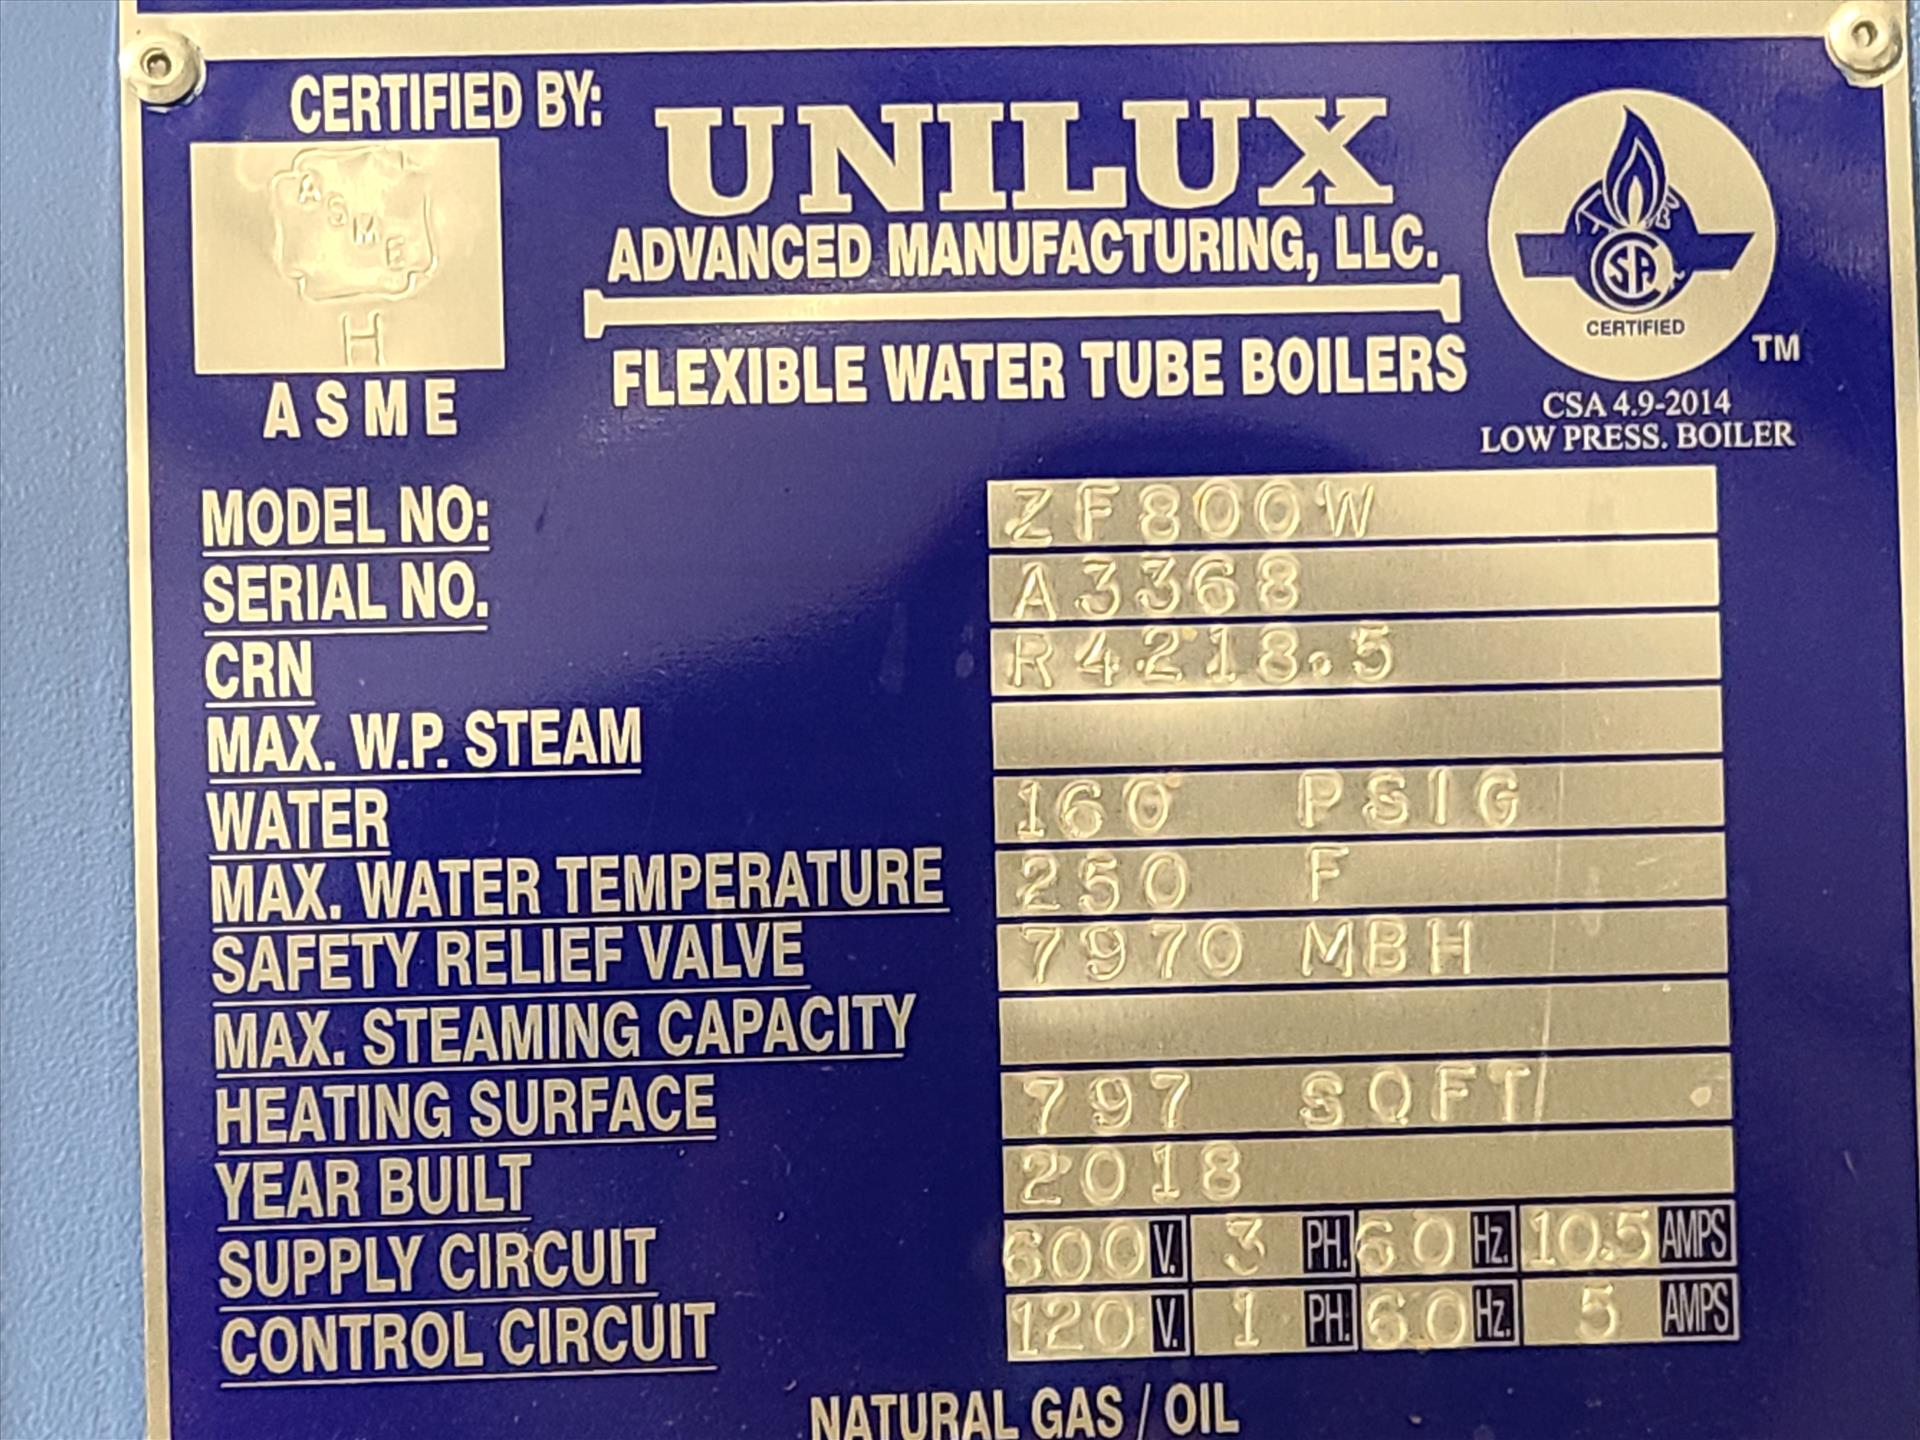 CERTIFIED BY:
ASME
H
ASME
UNILUX
ADVANCED MANUFACTURING, LLC.
FLEXIBLE WATER TUBE BOILERS
CSA
CERTIFIED
TM
CSA 4.9-2014
LOW PRESS. BOILER
MODEL NO: ZF800W
SERIAL NO. A3368
CRN R4218.5
MAX. W.P. STEAM
WATER 160 PSIG
MAX. WATER TEMPERATURE 250 F
SAFETY RELIEF VALVE 7970 MBH
MAX. STEAMING CAPACITY
HEATING SURFACE 797 SQFT
YEAR BUILT 2018
SUPPLY CIRCUIT 600 V. 3 PH. 60 Hz. 10.5 AMPS
CONTROL CIRCUIT 120 V. 1 PH. 60 Hz. 5 AMPS
NATURAL GAS / OIL